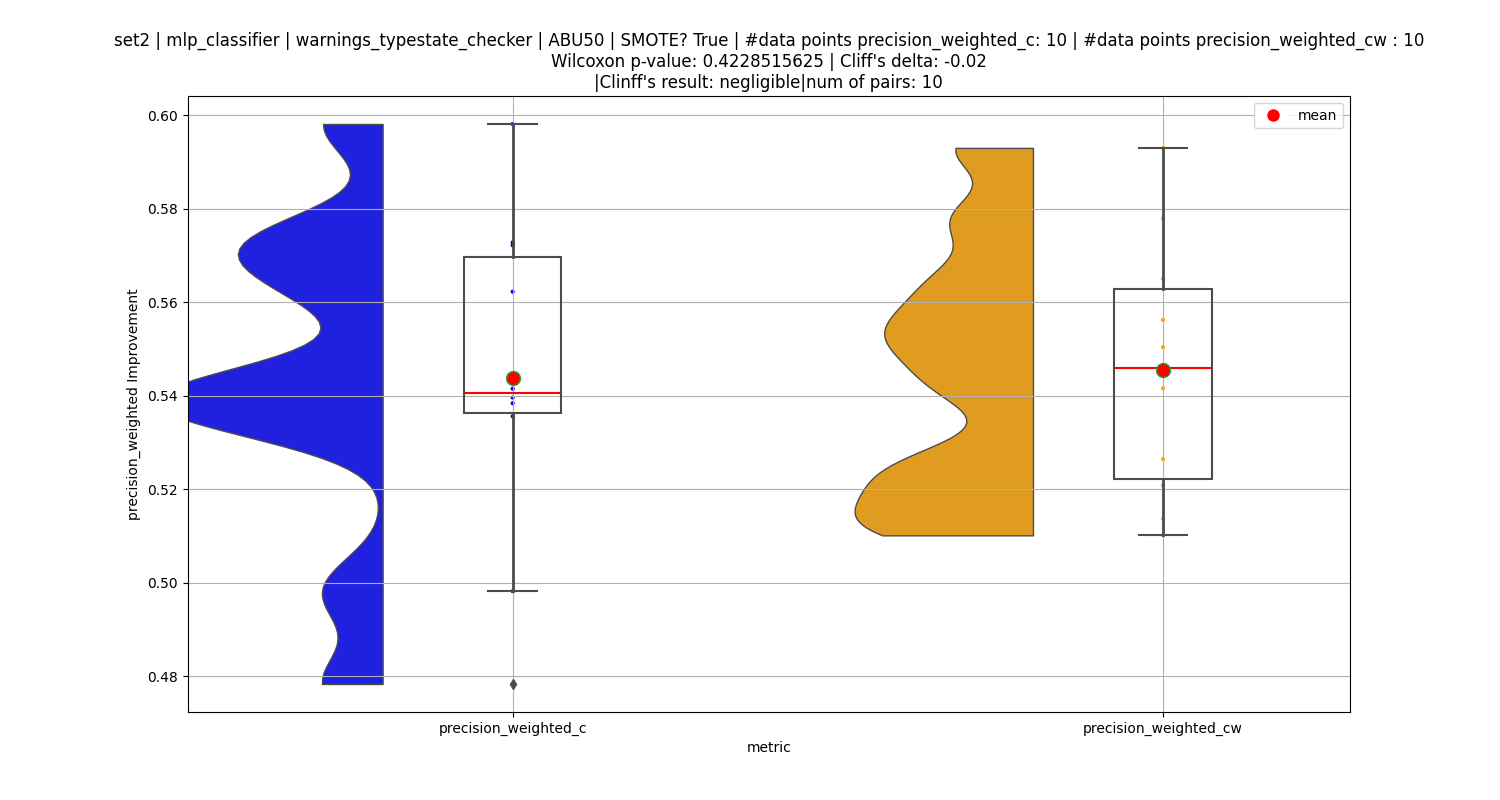 set2 | mlp_classifier | warnings_typestate_checker | ABU50 | SMOTE? True | #data points precision_weighted_c: 10 | #data points precision_weighted_cw : 10
Wilcoxon p-value: 0.4228515625 | Cliff's delta: -0.02
|Clinff's result: negligible|num of pairs: 10
mean
0.60
0.58
0.56
0.54
0.52
0.50
0.48
precision_weighted Improvement
precision_weighted_c
precision_weighted_cw
metric